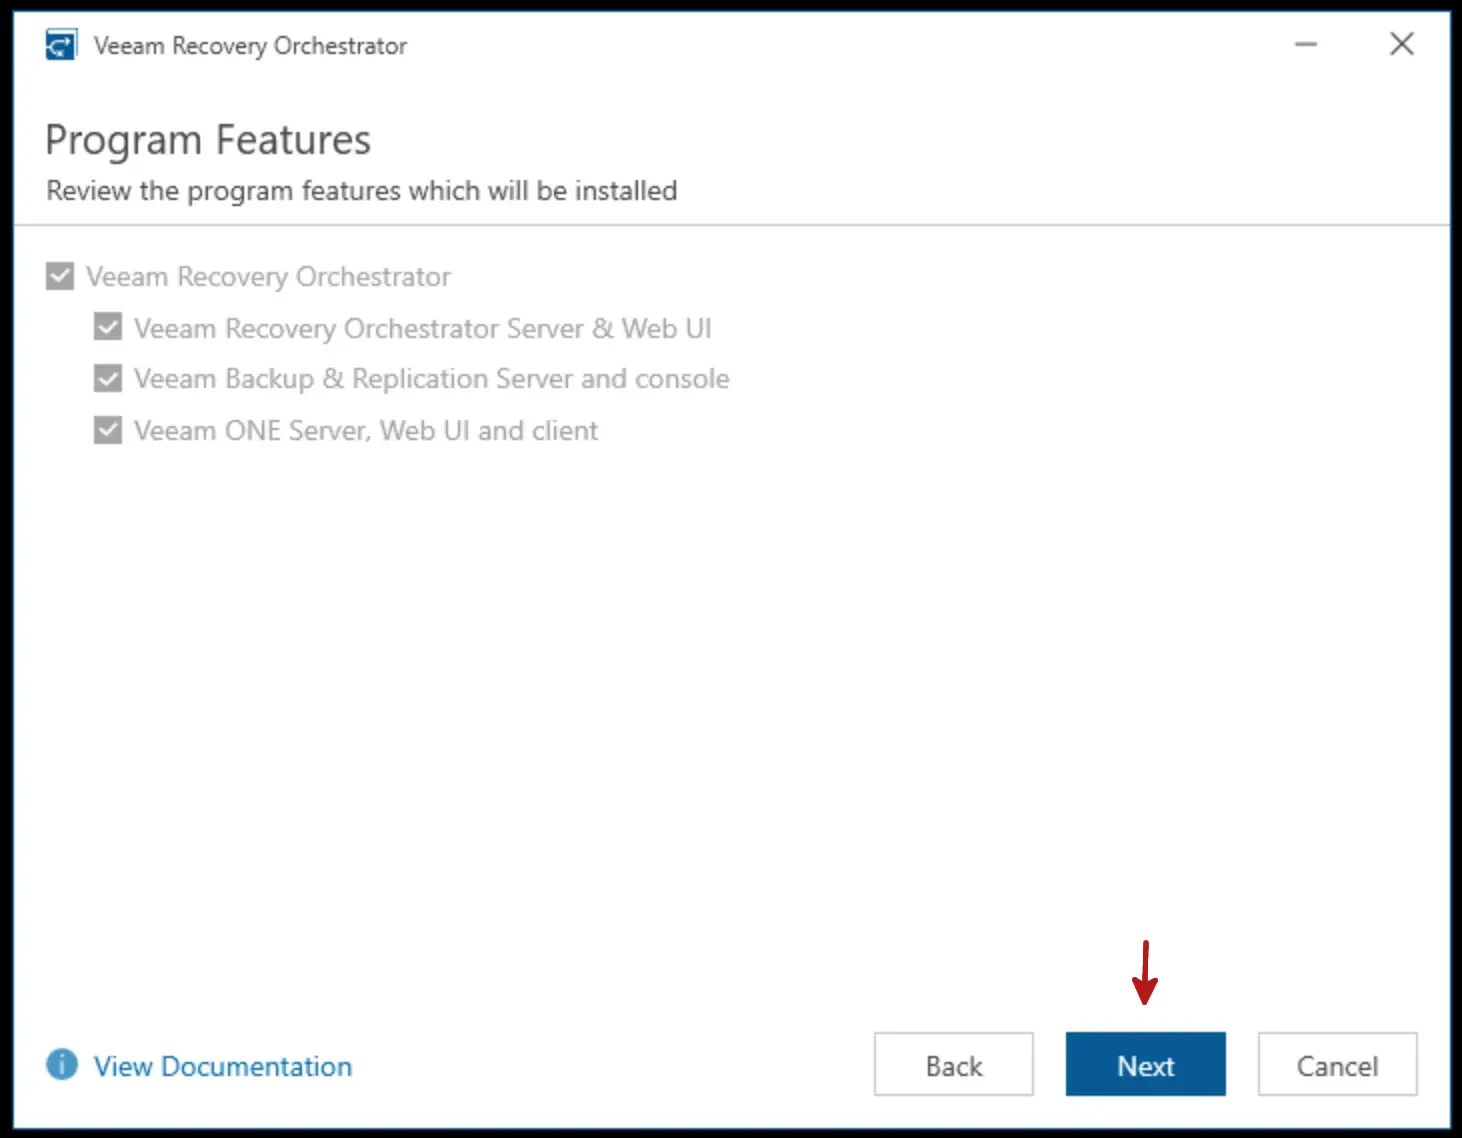 Veeam Recovery Orchestrator
Program Features
Review the program features which will be installed
Veeam Recovery Orchestrator
Veeam Recovery Orchestrator Server & Web UI
Veeam Backup & Replication Server and console
Veeam ONE Server, Web UI and client
View Documentation
Back
Next
Cancel